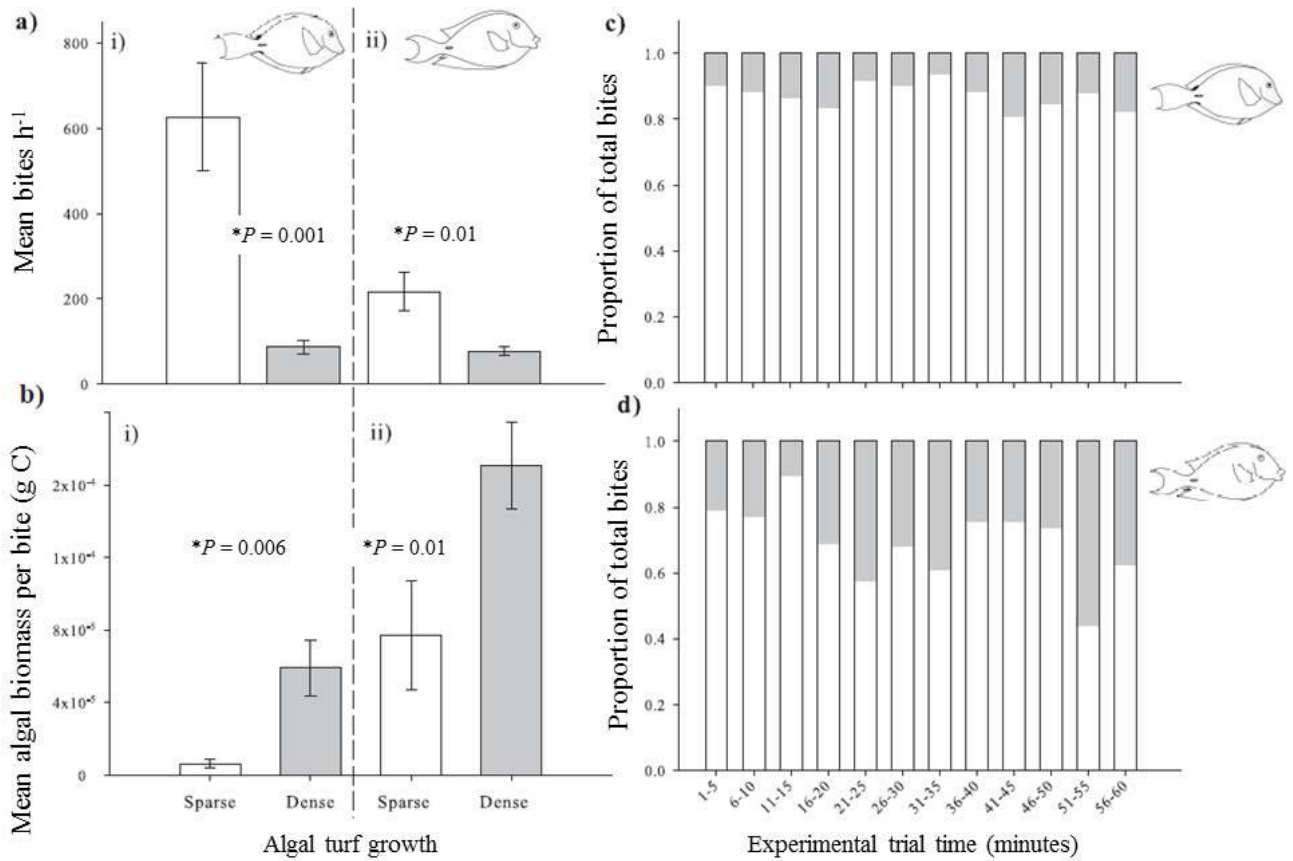 a)
i)
ii)
800
600
400
200
0
Mean bites h⁻¹
*P = 0.001
*P = 0.01
b)
i)
ii)
2x10⁻⁴
1x10⁻⁴
8x10⁻⁵
4x10⁻⁵
0
Mean algal biomass per bite (g C)
*P = 0.006
*P = 0.01
Sparse
Dense
Sparse
Dense
Algal turf growth
c)
1.0
0.8
0.6
0.4
0.2
0.0
Proportion of total bites
d)
1.0
0.8
0.6
0.4
0.2
0.0
Proportion of total bites
1-5
6-10
11-15
16-20
21-25
26-30
31-35
36-40
41-45
46-50
51-55
56-60
Experimental trial time (minutes)